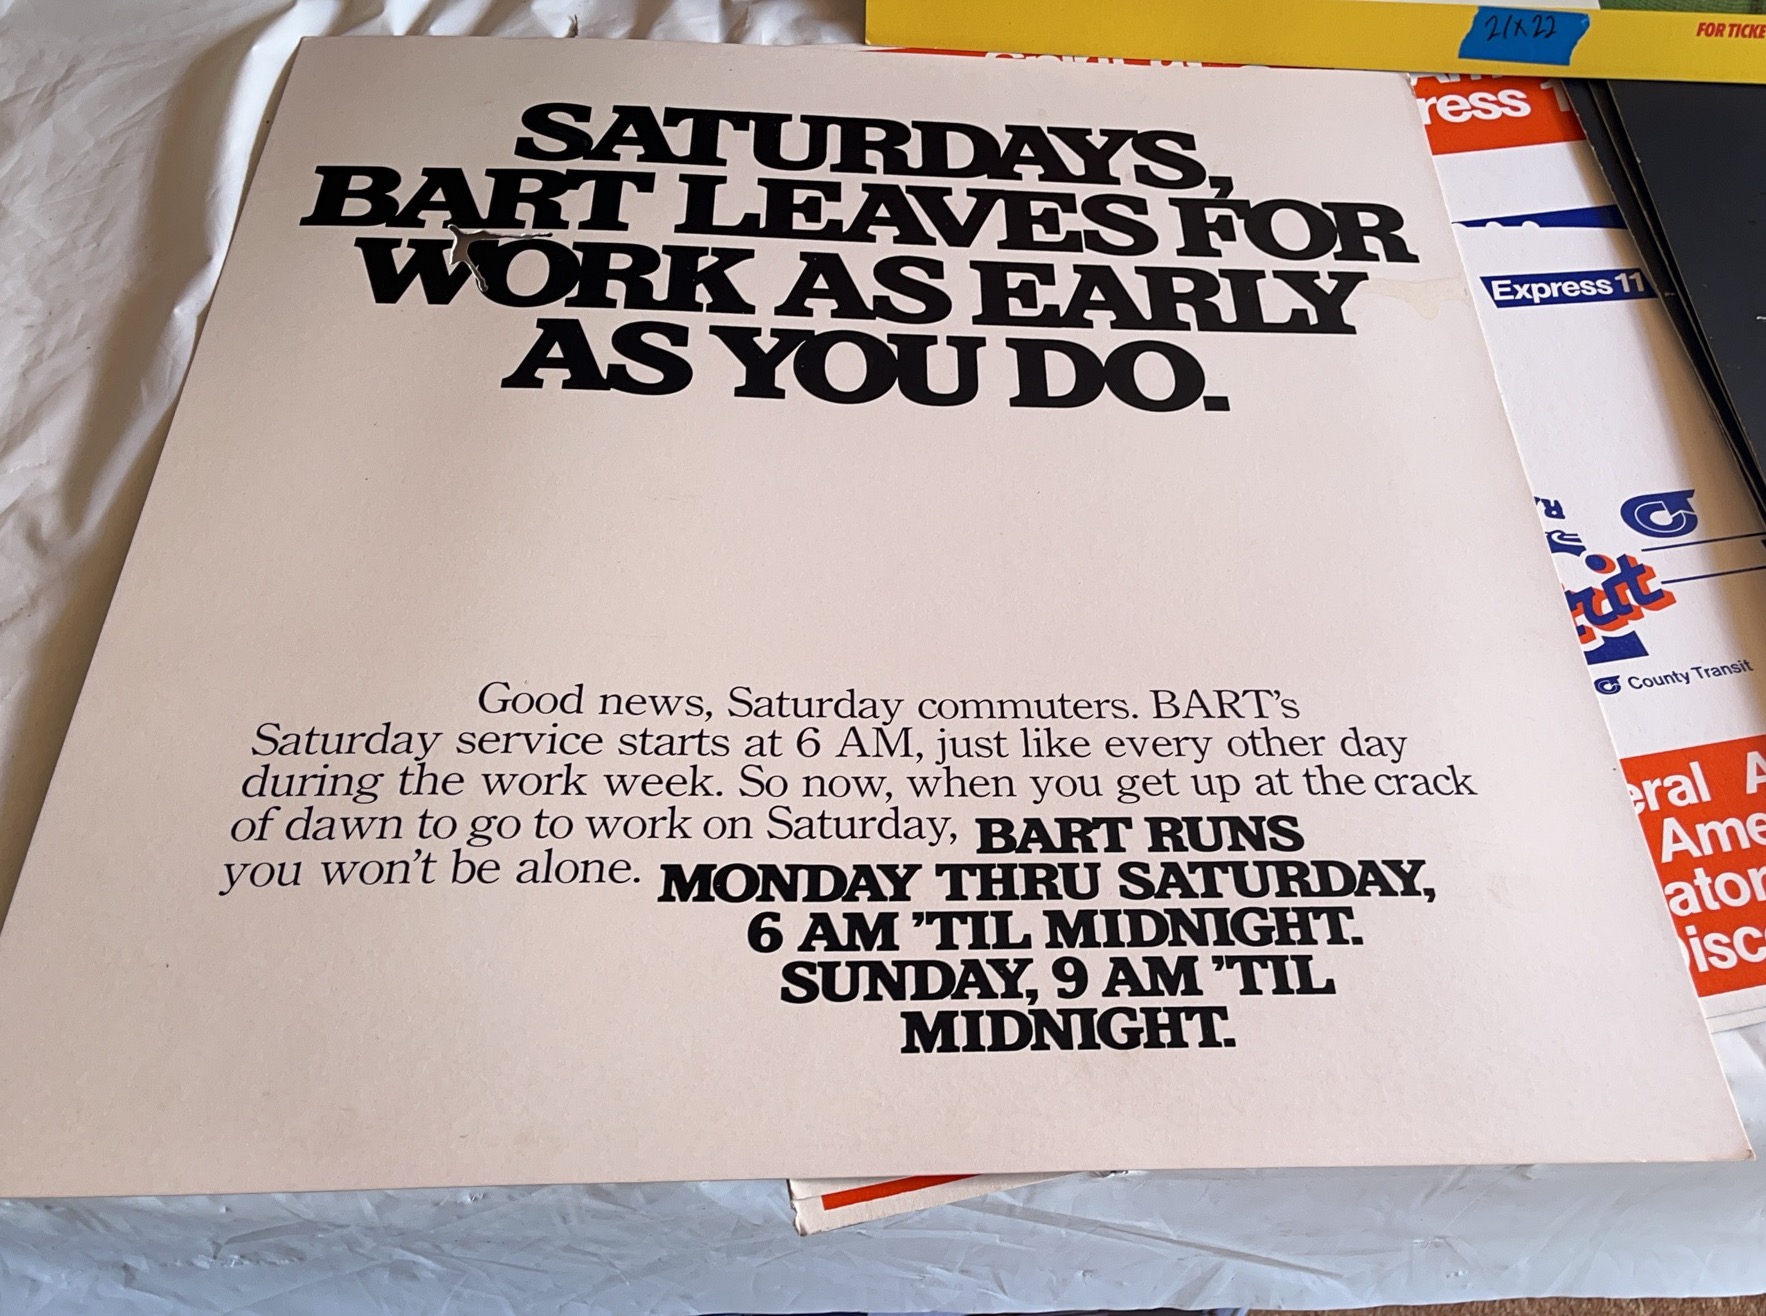 21x22
FOR TICKE
SATURDAYS,
BART LEAVES FOR
WORK AS EARLY
AS YOU DO.
Good news, Saturday commuters. BART's
Saturday service starts at 6 AM, just like every other day
during the work week. So now, when you get up at the crack
of dawn to go to work on Saturday, BART RUNS
you won't be alone. MONDAY THRU SATURDAY,
6 AM 'TIL MIDNIGHT.
SUNDAY, 9 AM 'TIL
MIDNIGHT.
ress 1
Express 11
County Transit
eral A
Ame
ator
isc